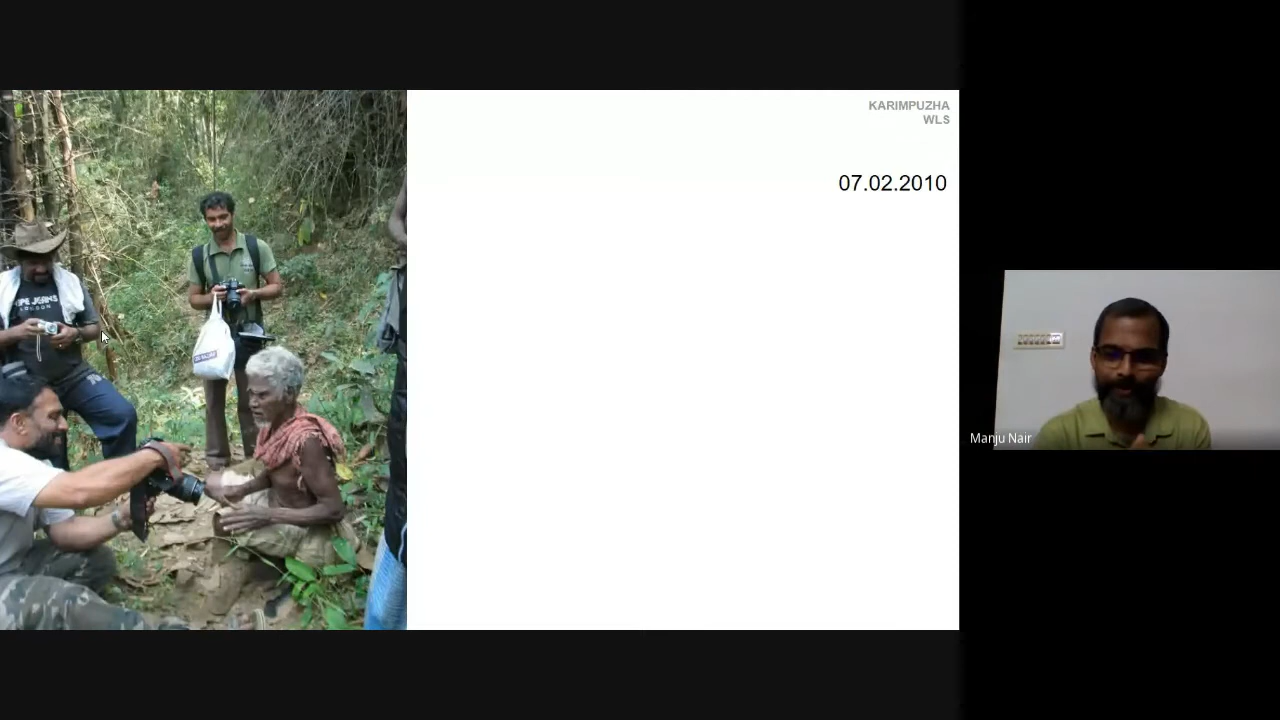 KARIMPUZHA
WLS
07.02.2010
PEPE JEANS
LONDON
Manju Nair